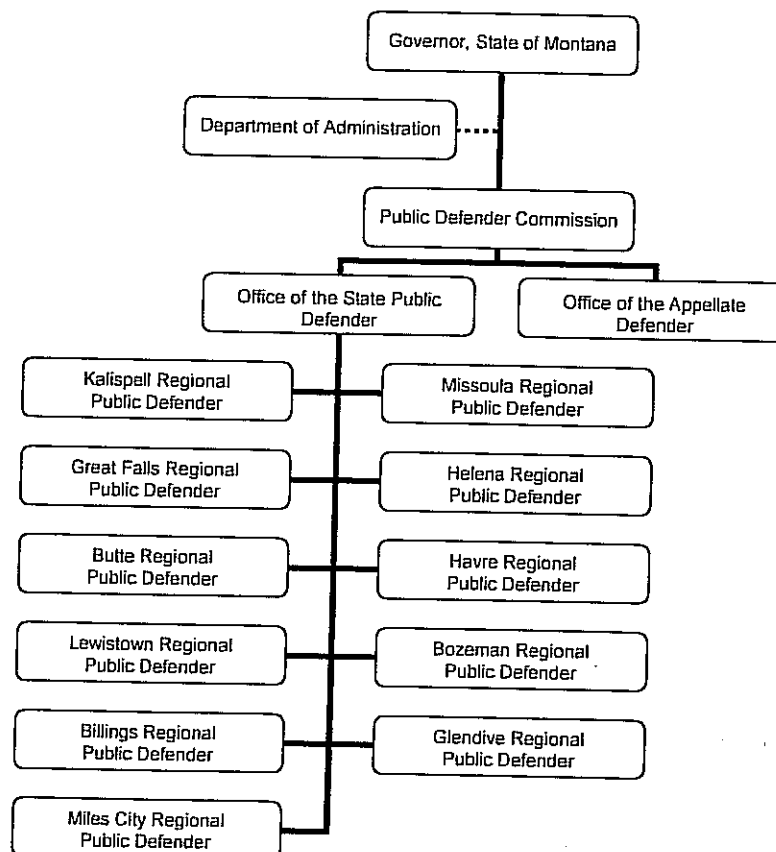 Governor, State of Montana
Department of Administration
Public Defender Commission
Office of the State Public
Defender
Office of the Appellate
Defender
Kalispell Regional
Public Defender
Missoula Regional
Public Defender
Great Falls Regional
Public Defender
Helena Regional
Public Defender
Butte Regional
Public Defender
Havre Regional
Public Defender
Lewistown Regional
Public Defender
Bozeman Regional
Public Defender
Billings Regional
Public Defender
Glendive Regional
Public Defender
Miles City Regional
Public Defender